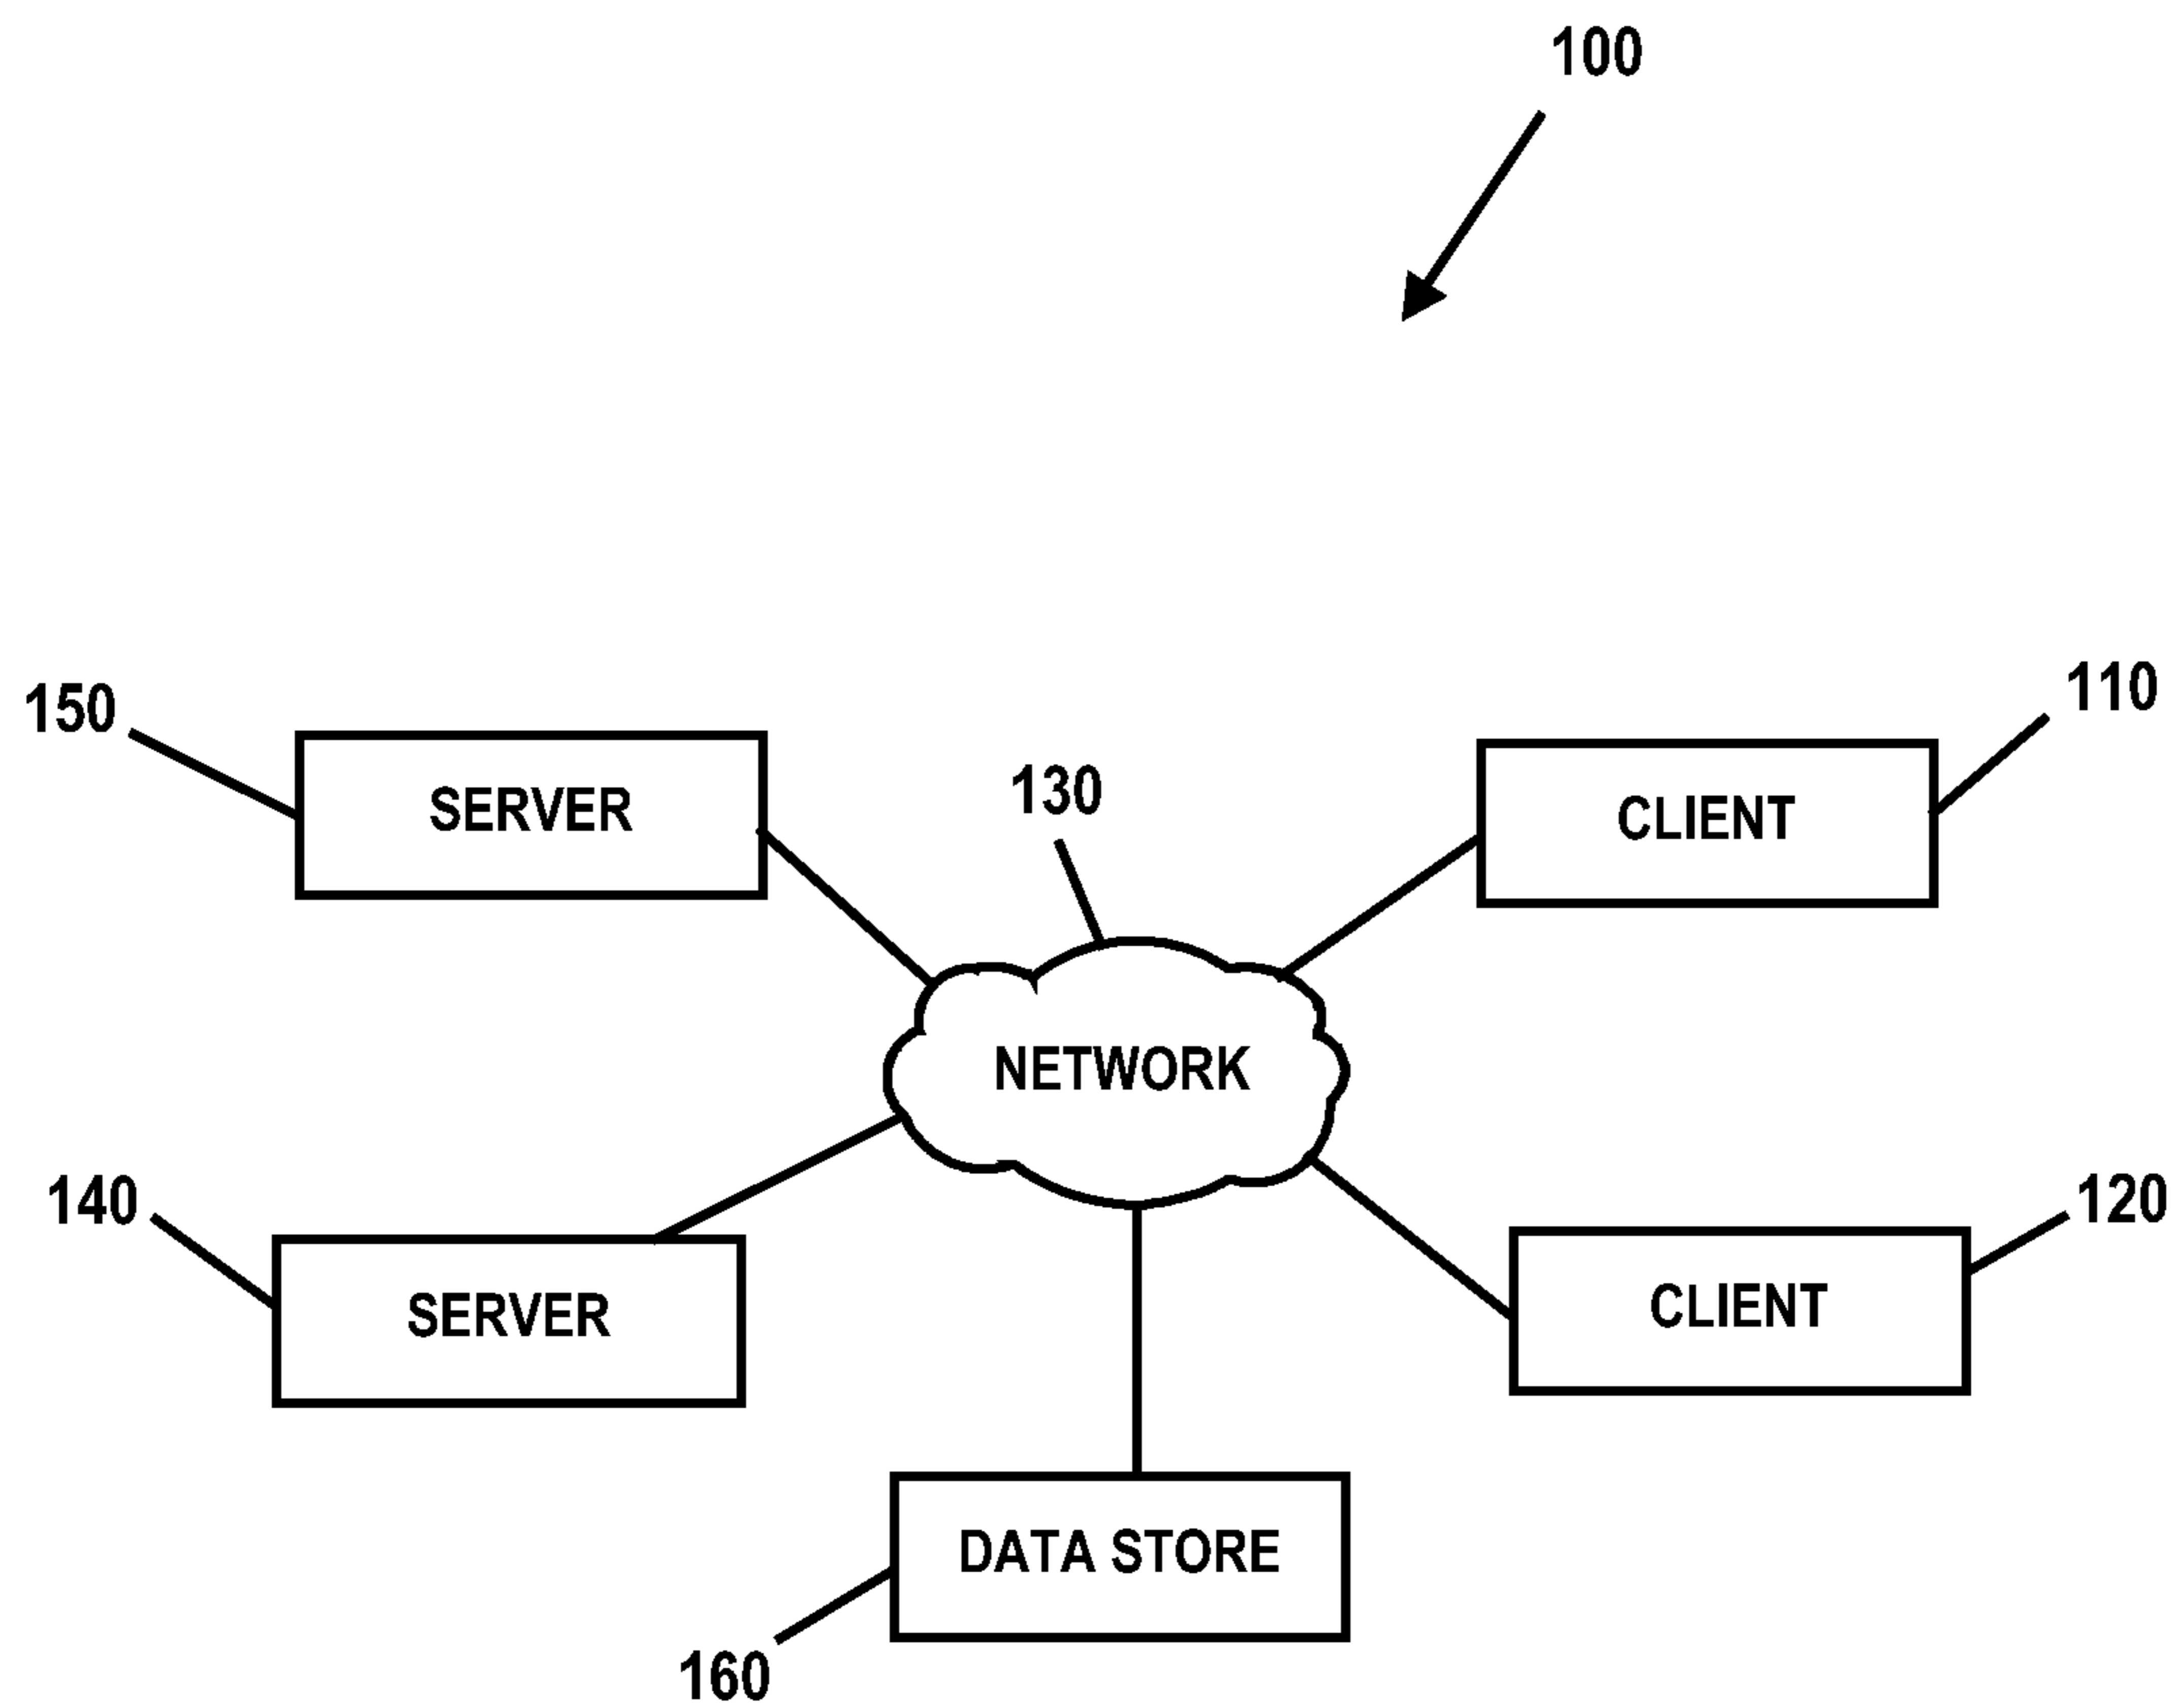 100
150
110
SERVER
130
CLIENT
NETWORK
140
120
SERVER
CLIENT
DATA STORE
160